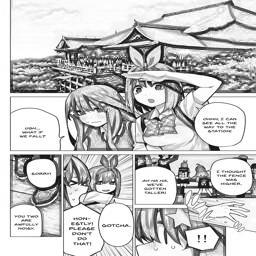 OHHH, I CAN
SEE ALL THE
WAY TO THE
STATION!
UGH...
WHAT IF
WE FALL?
I THOUGHT
THE FENCE
WAS
HIGHER.
AH HA HA,
WE'VE
GOTTEN
TALLER!
SORRY!
YOU TWO
ARE
AWFULLY
NOISY.
!!
GOTCHA.
HON-
ESTLY!
PLEASE
DON'T
DO
THAT!